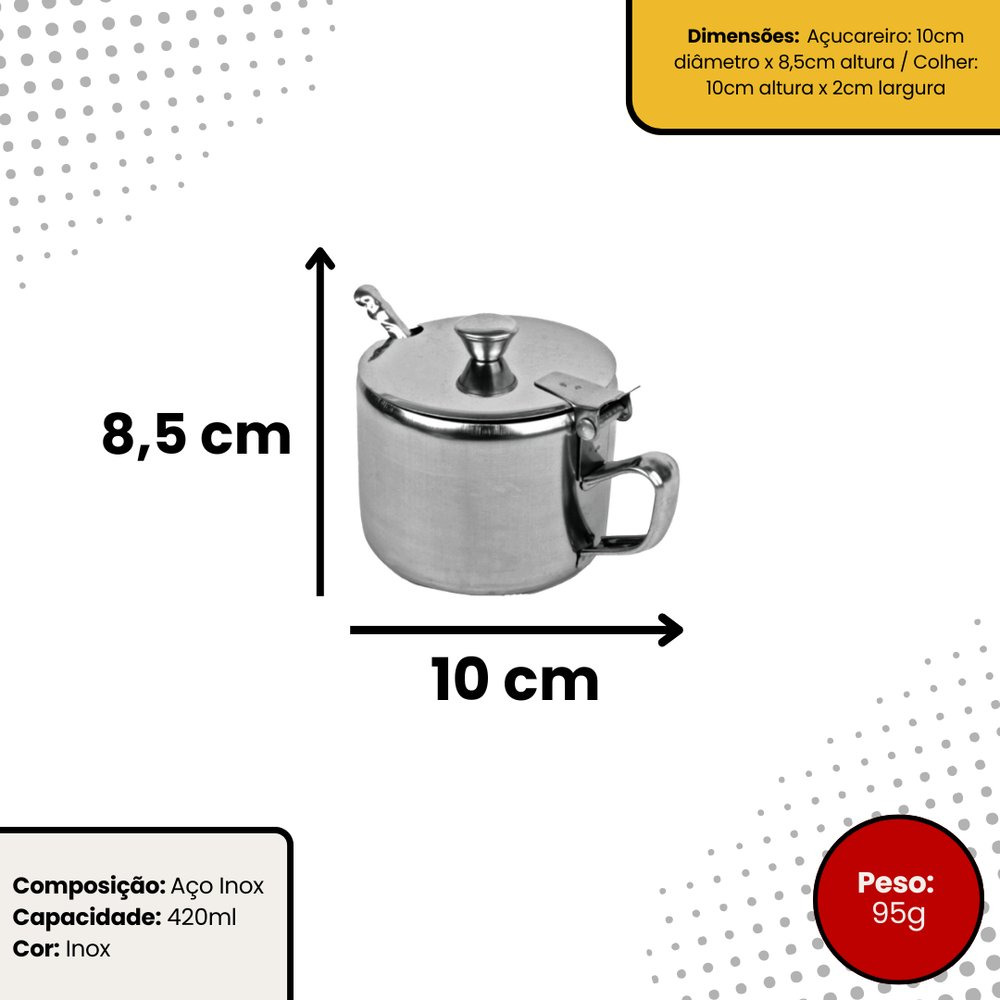 Dimensões: Açucareiro: 10cm
diâmetro x 8,5cm altura / Colher:
10cm altura x 2cm largura
8,5 cm
10 cm
Composição: Aço Inox
Capacidade: 420ml
Cor: Inox
Peso:
95g